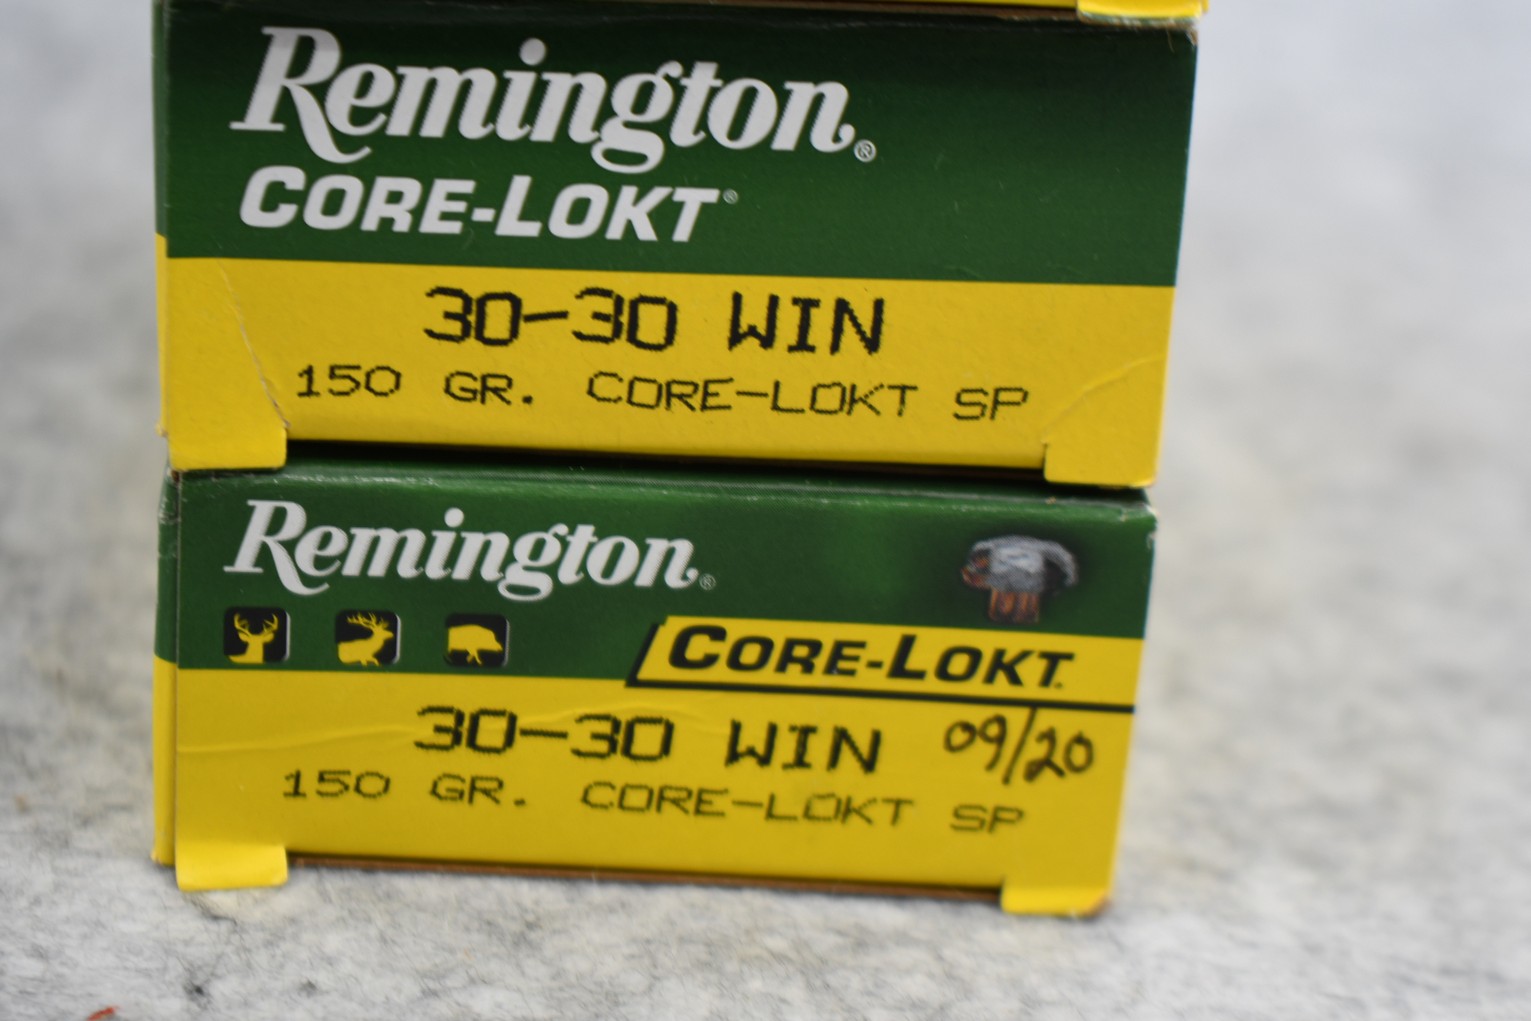 Remington®
CORE-LOKT®
30-30 WIN
150 GR. CORE-LOKT SP
Remington®
CORE-LOKT
30-30 WIN 09/20
150 GR. CORE-LOKT SP